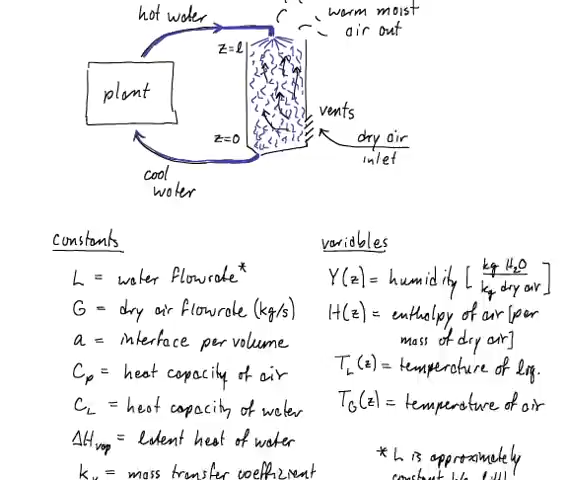 hot water
warm moist
air out
z=l
plant
vents
z=0
dry air
inlet
cool
water
constants
L = water flowrate*
G = dry air flowrate (kg/s)
a = interface per volume
Cp = heat capacity of air
CL = heat capacity of water
ΔHvap = latent heat of water
= mass transfer coefficient
variables
Y(z) = humidity [kg H2O / kg dry air]
H(z) = enthalpy of air [per
mass of dry air]
TL(z) = temperature of liq.
TG(z) = temperature of air
* L is approximately
constant